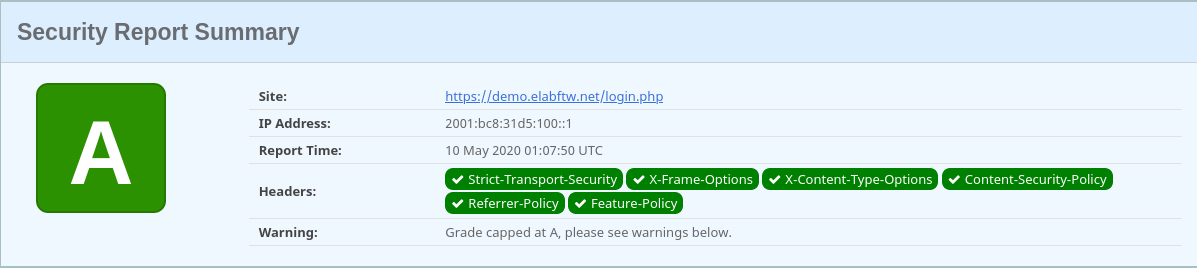 Security Report Summary
A
Site: https://demo.elabftw.net/login.php
IP Address: 2001:bc8:31d5:100::1
Report Time: 10 May 2020 01:07:50 UTC
Headers: Strict-Transport-Security X-Frame-Options X-Content-Type-Options Content-Security-Policy
Referrer-Policy Feature-Policy
Warning: Grade capped at A, please see warnings below.